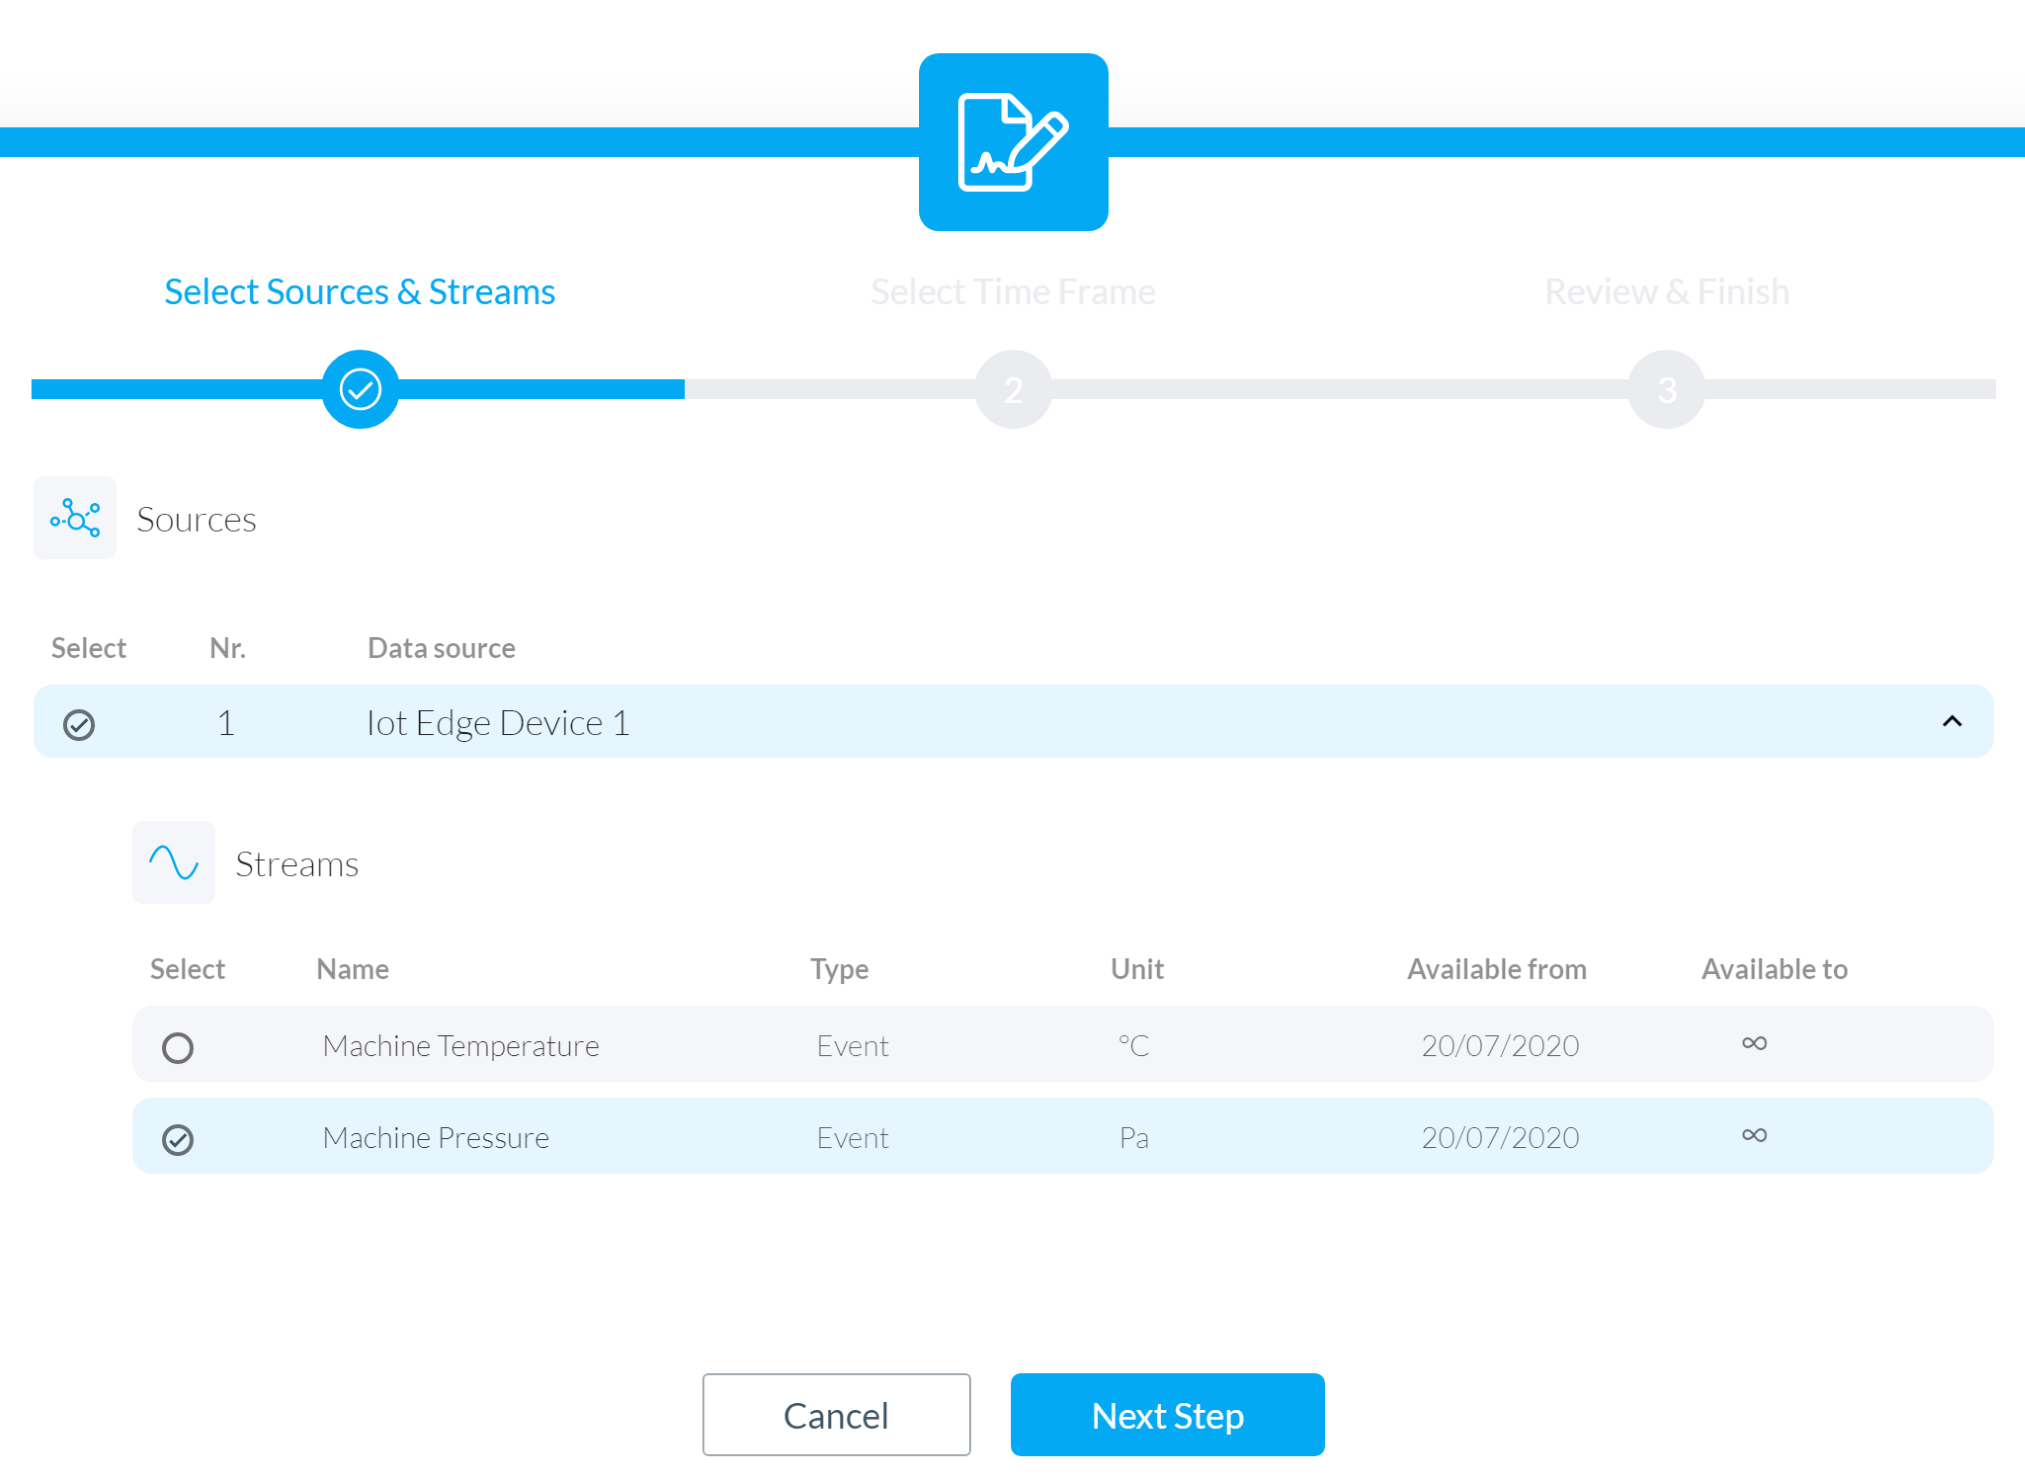 Select Sources & Streams Select Time Frame Review & Finish
2 3
Sources
Select Nr. Data source
1 Iot Edge Device 1
Streams
Select Name Type Unit Available from Available to
Machine Temperature Event °C 20/07/2020 ∞
Machine Pressure Event Pa 20/07/2020 ∞
Cancel Next Step